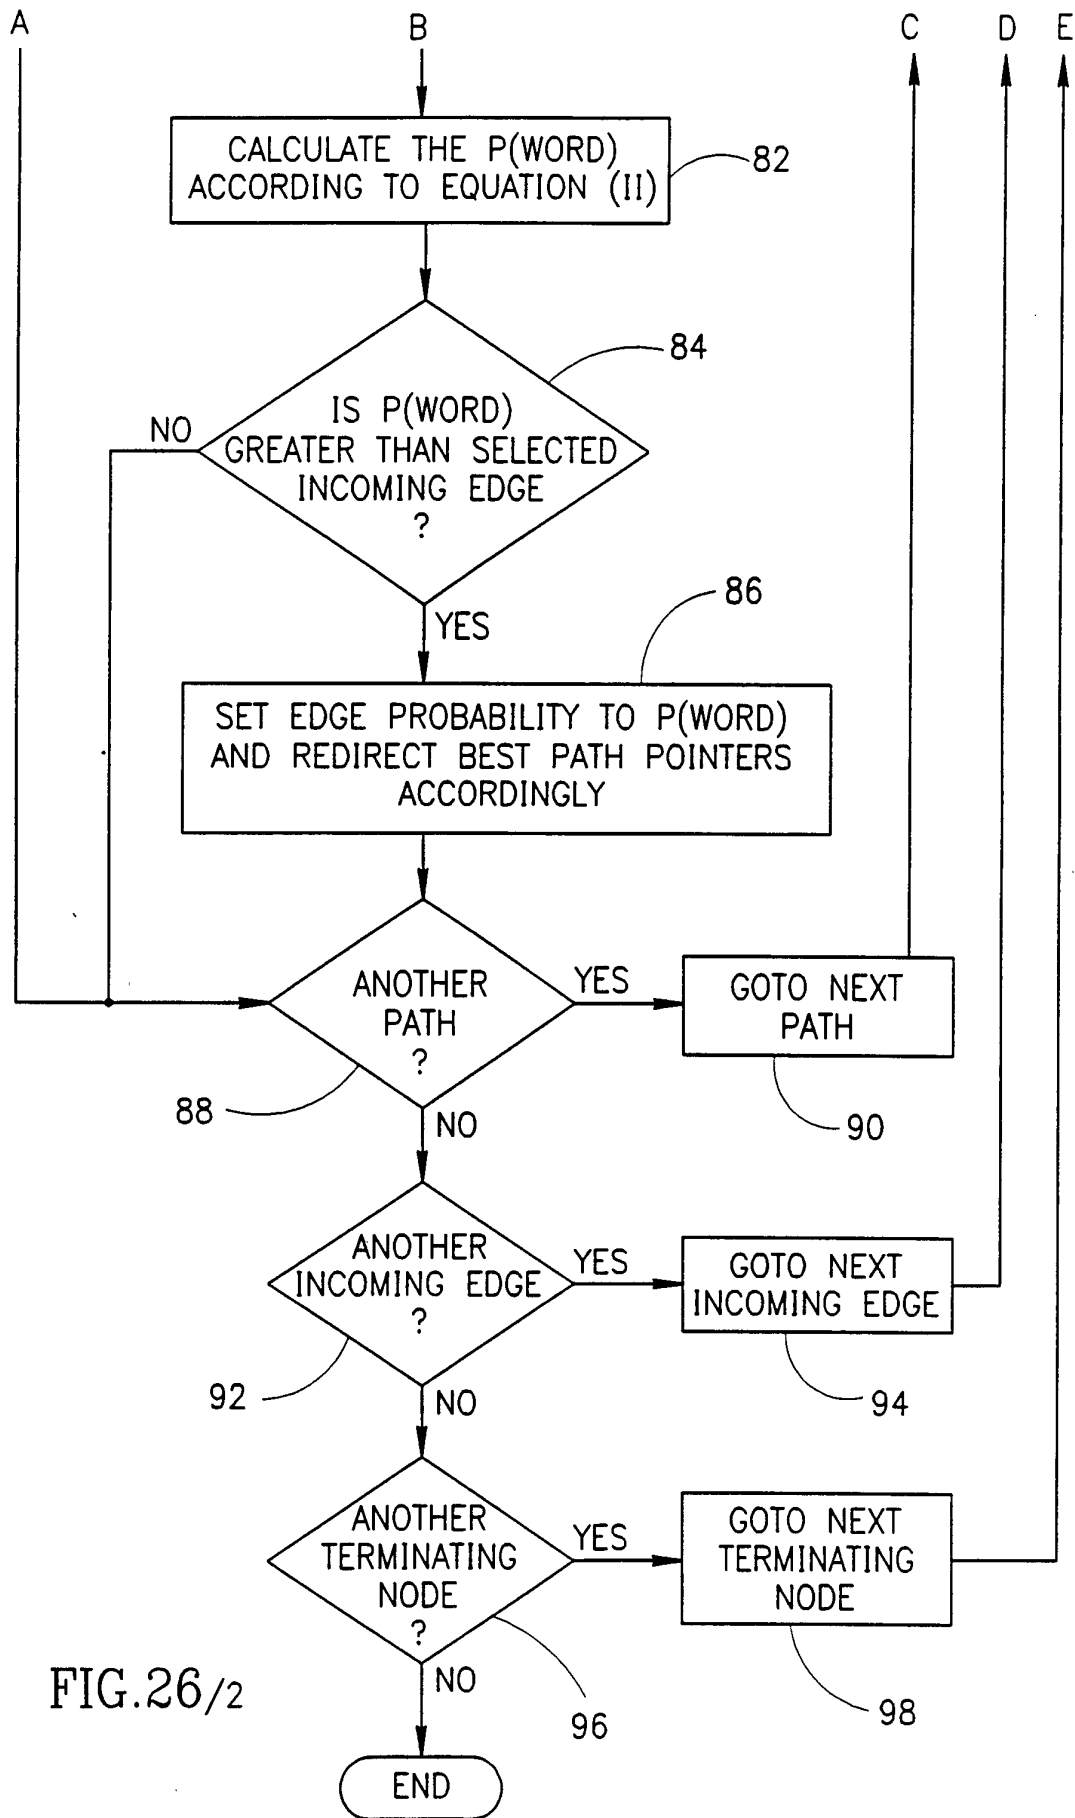 A
B
C
D
E
CALCULATE THE P(WORD)
ACCORDING TO EQUATION (II)
82
84
IS P(WORD)
GREATER THAN SELECTED
INCOMING EDGE
?
NO
YES
86
SET EDGE PROBABILITY TO P(WORD)
AND REDIRECT BEST PATH POINTERS
ACCORDINGLY
ANOTHER
PATH
?
YES
GOTO NEXT
PATH
88
NO
90
ANOTHER
INCOMING EDGE
?
YES
GOTO NEXT
INCOMING EDGE
92
NO
94
ANOTHER
TERMINATING
NODE
?
YES
GOTO NEXT
TERMINATING
NODE
NO
96
98
FIG.26/2
END